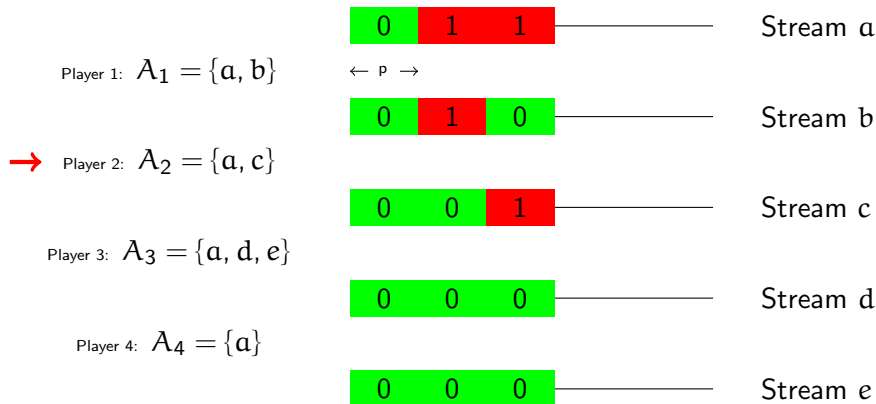 0 1 1 Stream a
Player 1: A₁ = {a, b} ← p →
0 1 0 Stream b
→ Player 2: A₂ = {a, c}
0 0 1 Stream c
Player 3: A₃ = {a, d, e}
0 0 0 Stream d
Player 4: A₄ = {a}
0 0 0 Stream e